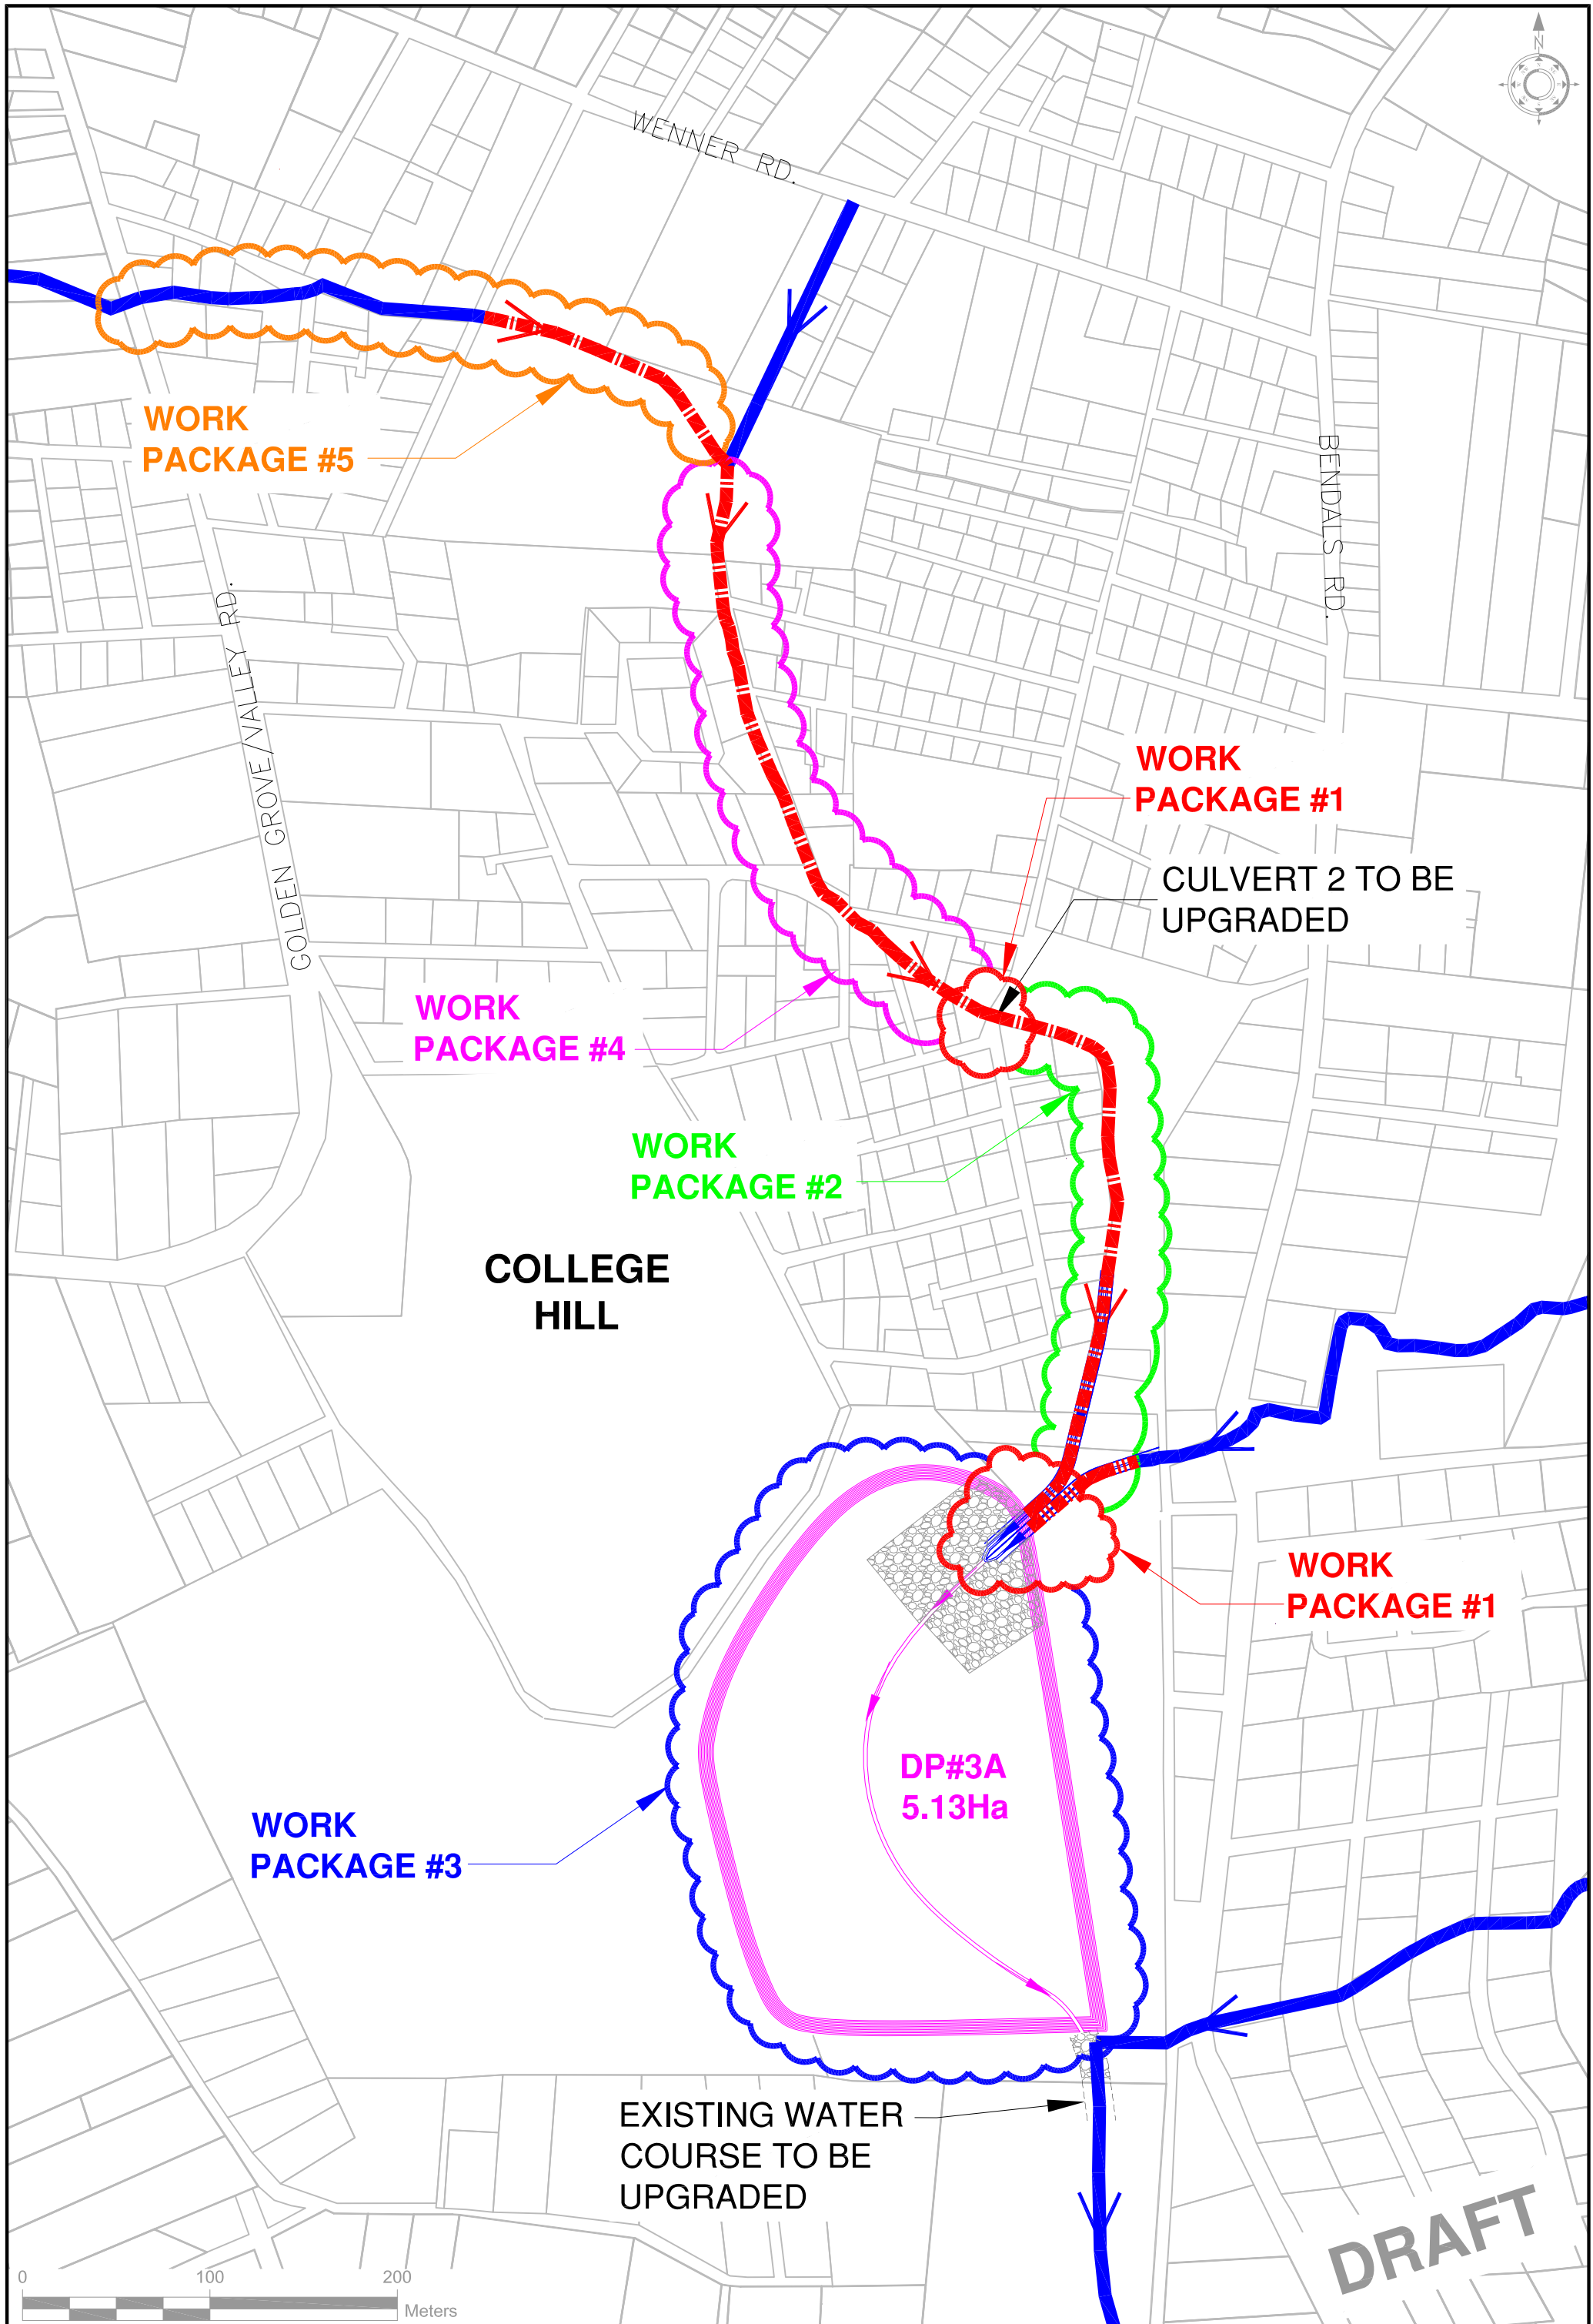 N
WENNER RD.
WORK
PACKAGE #5
BENDALS RD.
GOLDEN GROVE/VALLEY RD.
WORK
PACKAGE #1
CULVERT 2 TO BE
UPGRADED
WORK
PACKAGE #4
WORK
PACKAGE #2
COLLEGE
HILL
WORK
PACKAGE #1
DP#3A
5.13Ha
WORK
PACKAGE #3
EXISTING WATER
COURSE TO BE
UPGRADED
DRAFT
0 100 200
Meters